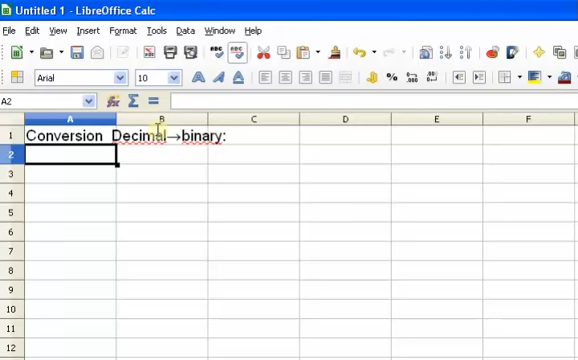 Untitled 1 - LibreOffice Calc
File Edit View Insert Format Tools Data Window Help
Arial 10
A2
A B C D E F
1 Conversion Decimal→binary:
2
3
4
5
6
7
8
9
10
11
12